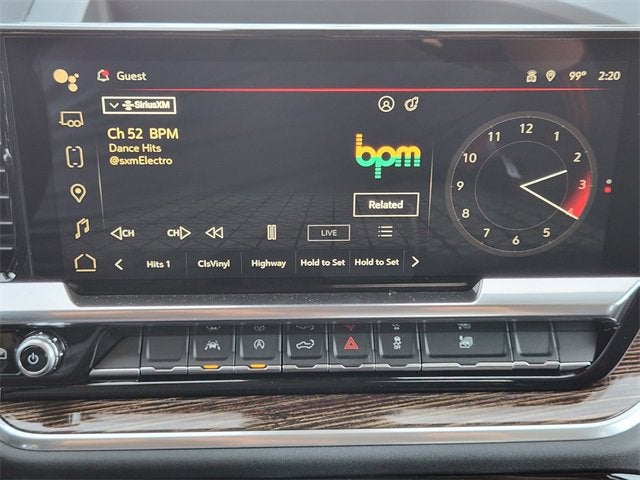 Guest
99° 2:20
SiriusXM
Ch 52 BPM
Dance Hits
@sxmElectro
bpm
Related
CH CH LIVE
Hits 1 ClsVinyl Highway Hold to Set Hold to Set
12
1
2
3
4
5
6
7
8
9
10
11